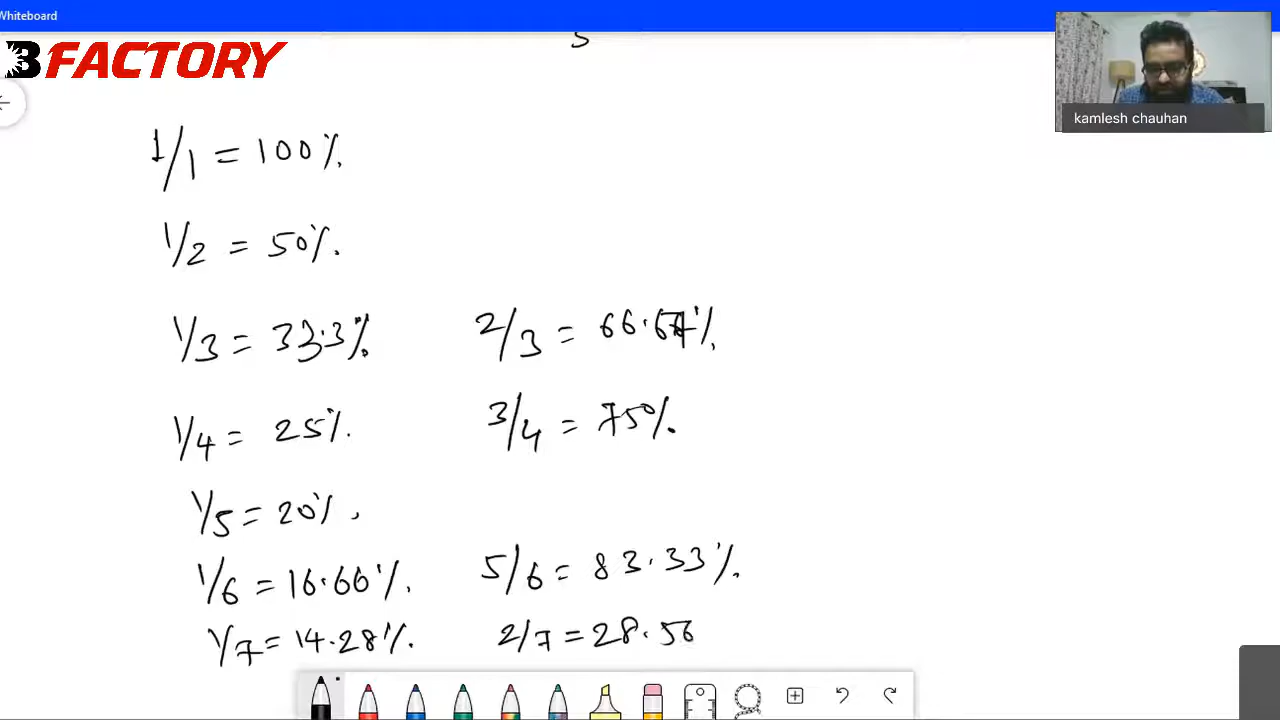 Whiteboard
3FACTORY
kamlesh chauhan
5
1/1 = 100%
1/2 = 50%
1/3 = 33.3% 2/3 = 66.67%
1/4 = 25% 3/4 = 75%
1/5 = 20%
1/6 = 16.66% 5/6 = 83.33%
1/7 = 14.28% 2/7 = 28.56